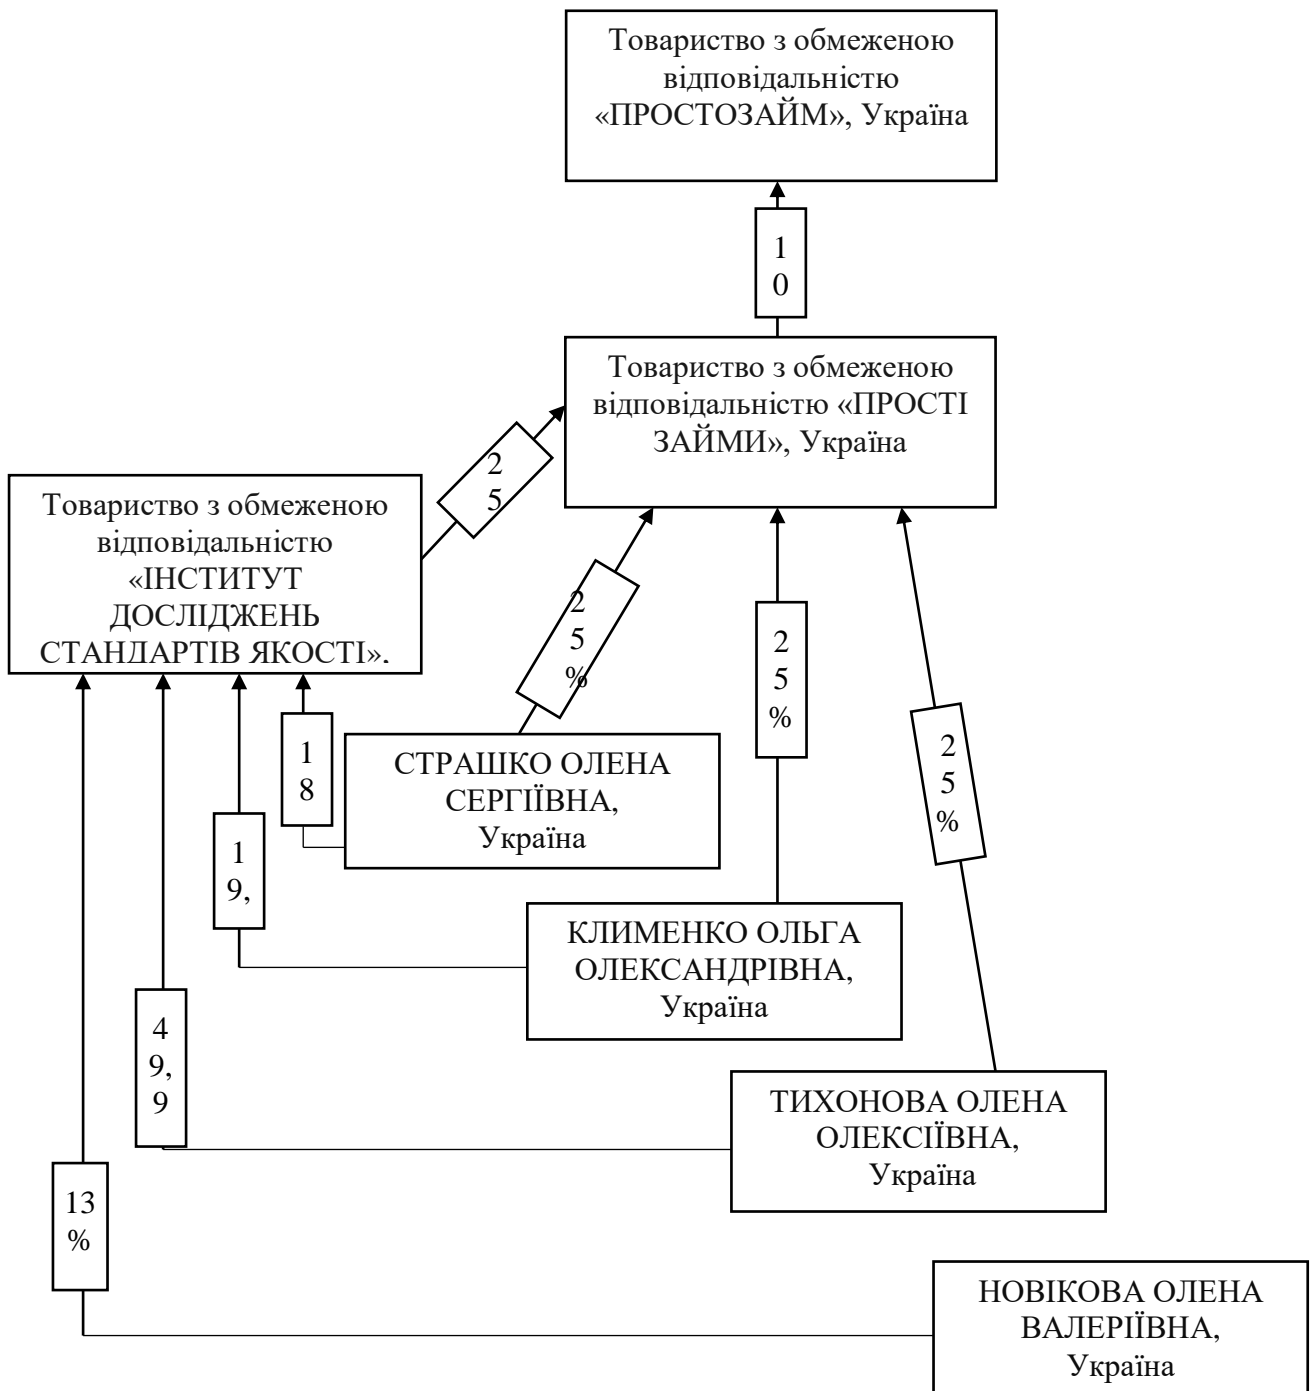 Товариство з обмеженою
відповідальністю
«ПРОСТОЗАЙМ», Україна
1
0
Товариство з обмеженою
відповідальністю «ПРОСТІ
ЗАЙМИ», Україна
2
5
Товариство з обмеженою
відповідальністю
«ІНСТИТУТ
ДОСЛІДЖЕНЬ
СТАНДАРТІВ ЯКОСТІ»,
2
5
%
2
5
%
2
5
%
1
8
СТРАШКО ОЛЕНА
СЕРГІЇВНА,
Україна
1
9,
КЛИМЕНКО ОЛЬГА
ОЛЕКСАНДРІВНА,
Україна
4
9,
9
ТИХОНОВА ОЛЕНА
ОЛЕКСІЇВНА,
Україна
13
%
НОВІКОВА ОЛЕНА
ВАЛЕРІЇВНА,
Україна